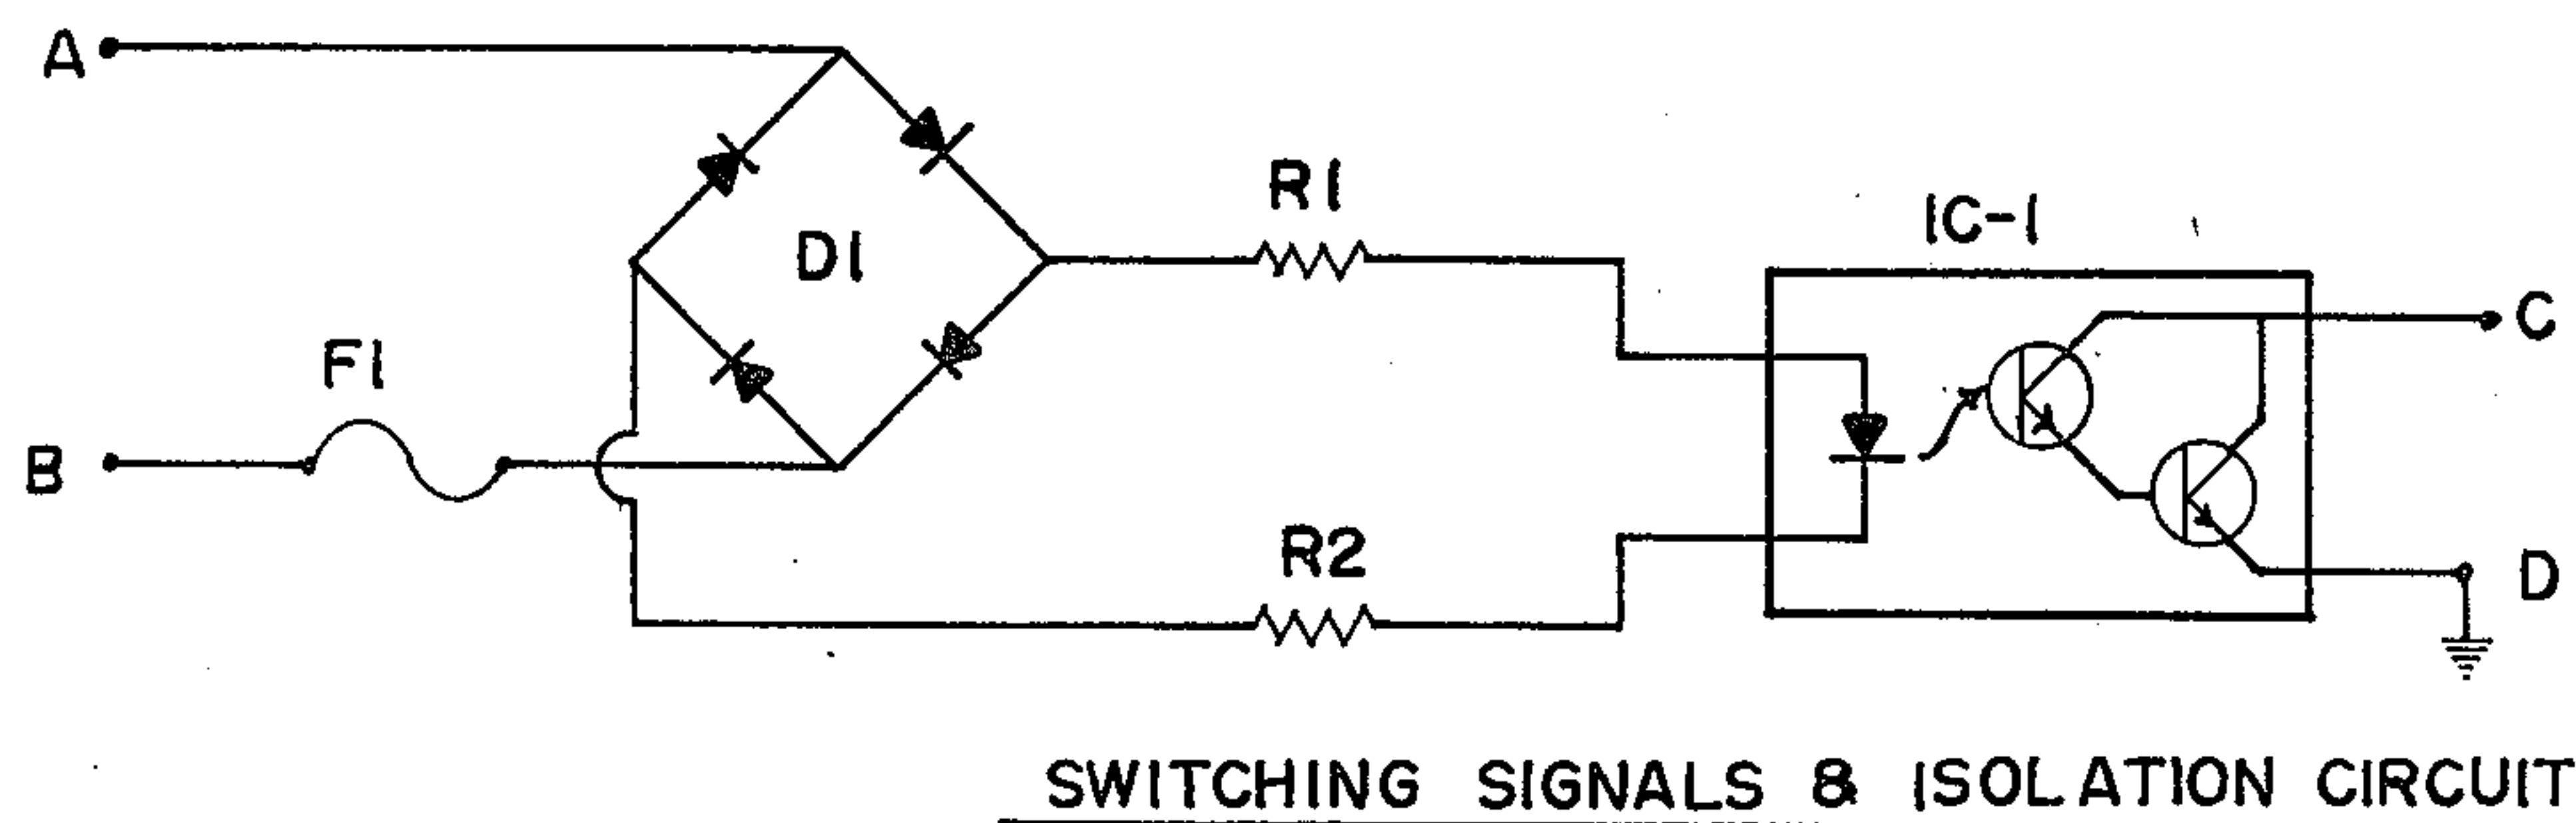 A
R1
IC-1
D1
C
F1
B
R2
D
SWITCHING SIGNALS & ISOLATION CIRCUIT